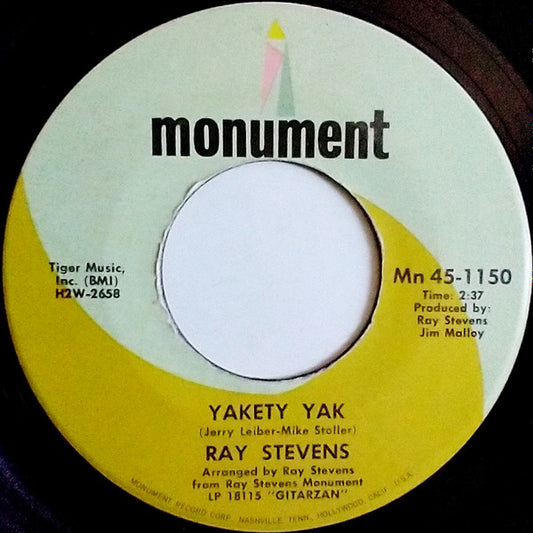 monument
Tiger Music,
Inc. (BMI)
H2W-2658
Mn 45-1150
Time: 2:37
Produced by:
Ray Stevens
Jim Malloy
YAKETY YAK
(Jerry Leiber-Mike Stoller)
RAY STEVENS
Arranged by Ray Stevens
from Ray Stevens Monument
LP 18115 "GITARZAN"
MONUMENT RECORD CORP., NASHVILLE, TENN., HOLLYWOOD, CALIF., U.S.A.